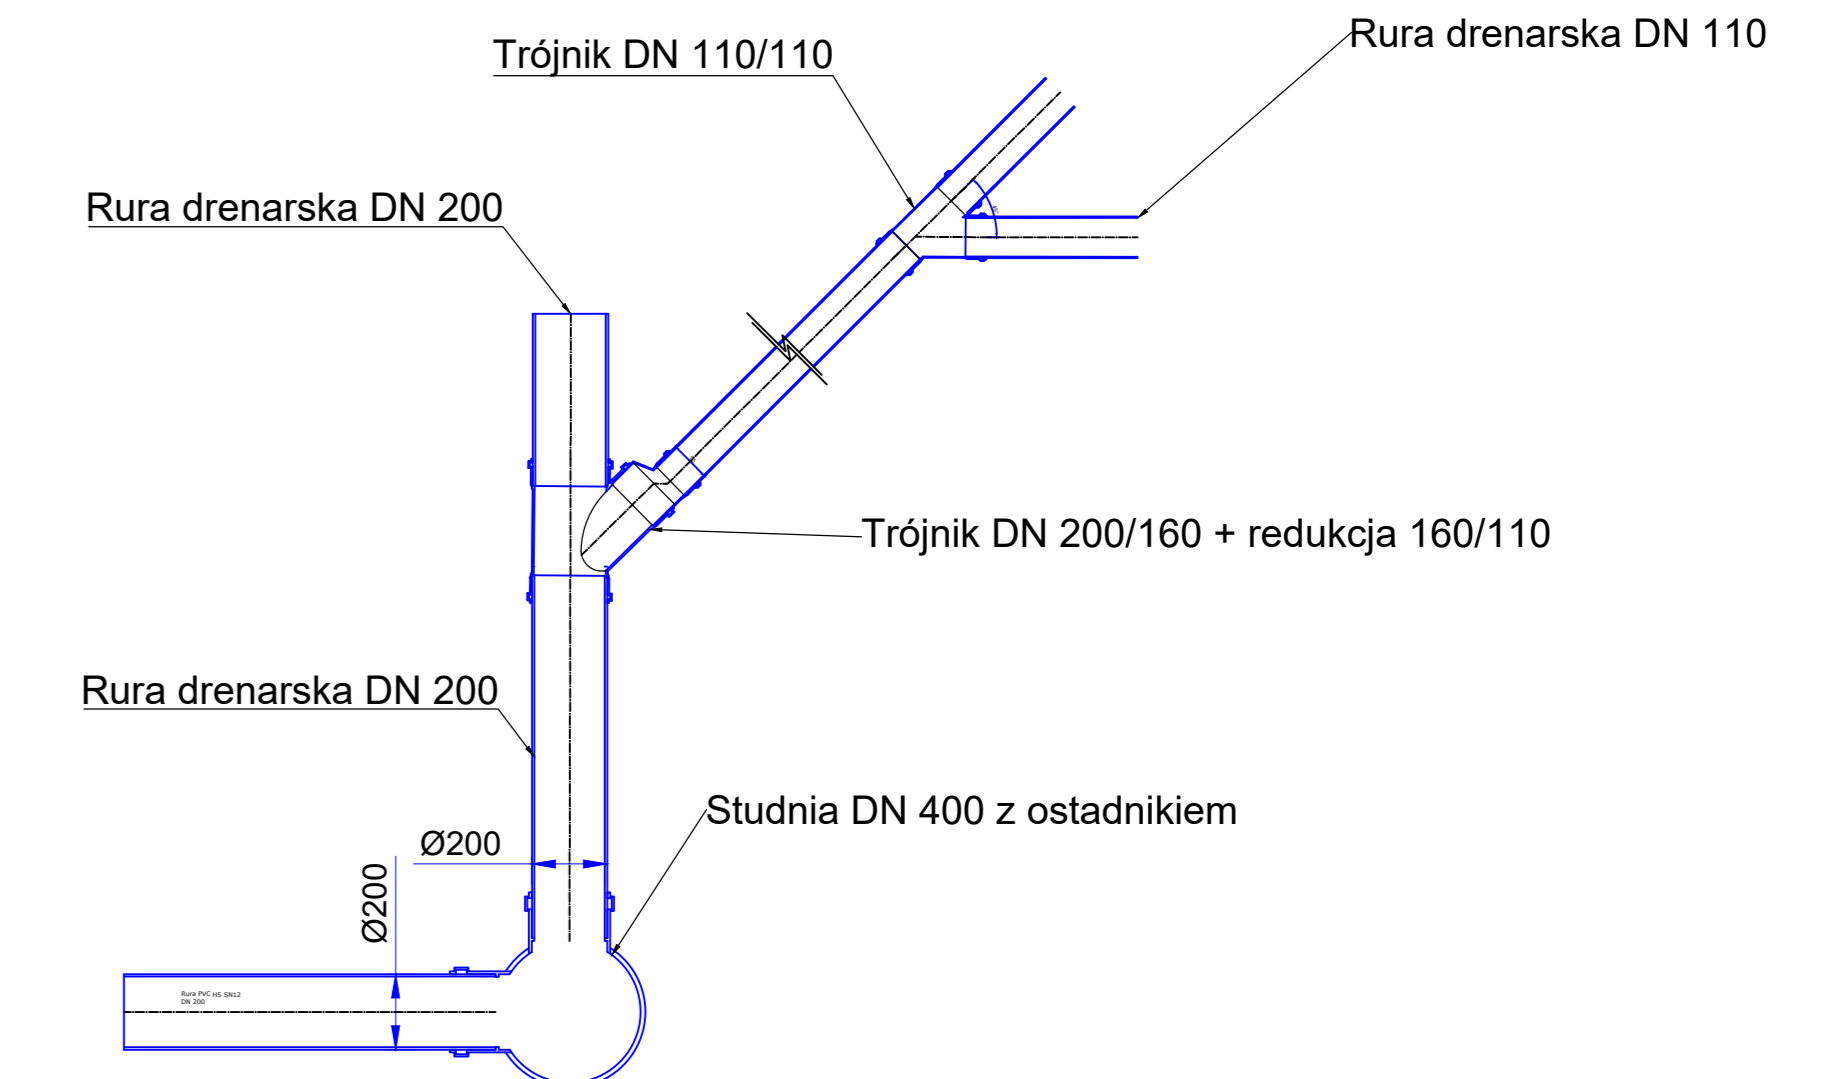 Rura drenarska DN 110
Trójnik DN 110/110
Rura drenarska DN 200
Trójnik DN 200/160 + redukcja 160/110
Rura drenarska DN 200
Studnia DN 400 z ostadnikiem
Ø200
Ø200
Rura PVC HS SN12
DN 200